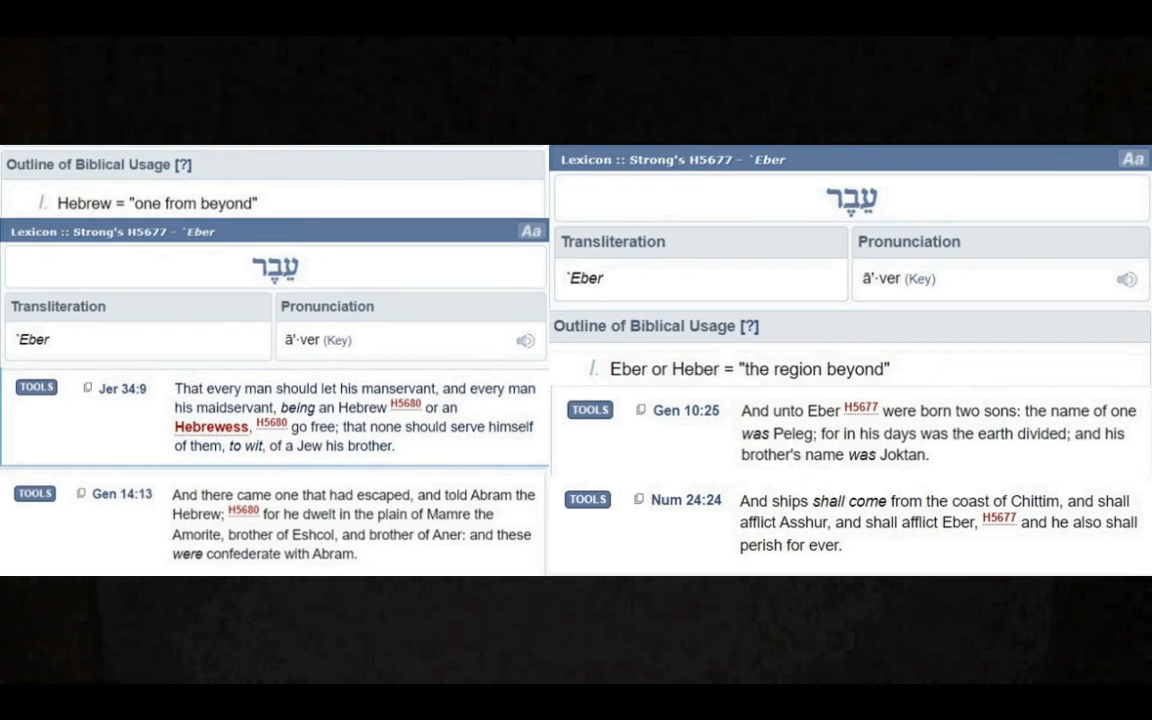 Outline of Biblical Usage [?]
I. Hebrew = "one from beyond"
Lexicon :: Strong's H5677 - `Eber
Aa
עֵבֶר
Transliteration
Pronunciation
`Eber
ā'·ver (Key)
TOOLS
Jer 34:9
That every man should let his manservant, and every man
his maidservant, being an Hebrew H5680 or an
Hebrewess, H5680 go free; that none should serve himself
of them, to wit, of a Jew his brother.
TOOLS
Gen 14:13
And there came one that had escaped, and told Abram the
Hebrew; H5680 for he dwelt in the plain of Mamre the
Amorite, brother of Eshcol, and brother of Aner: and these
were confederate with Abram.
Lexicon :: Strong's H5677 - `Eber
Aa
עֵבֶר
Transliteration
Pronunciation
`Eber
ā'·ver (Key)
Outline of Biblical Usage [?]
I. Eber or Heber = "the region beyond"
TOOLS
Gen 10:25
And unto Eber H5677 were born two sons: the name of one
was Peleg; for in his days was the earth divided; and his
brother's name was Joktan.
TOOLS
Num 24:24
And ships shall come from the coast of Chittim, and shall
afflict Asshur, and shall afflict Eber, H5677 and he also shall
perish for ever.